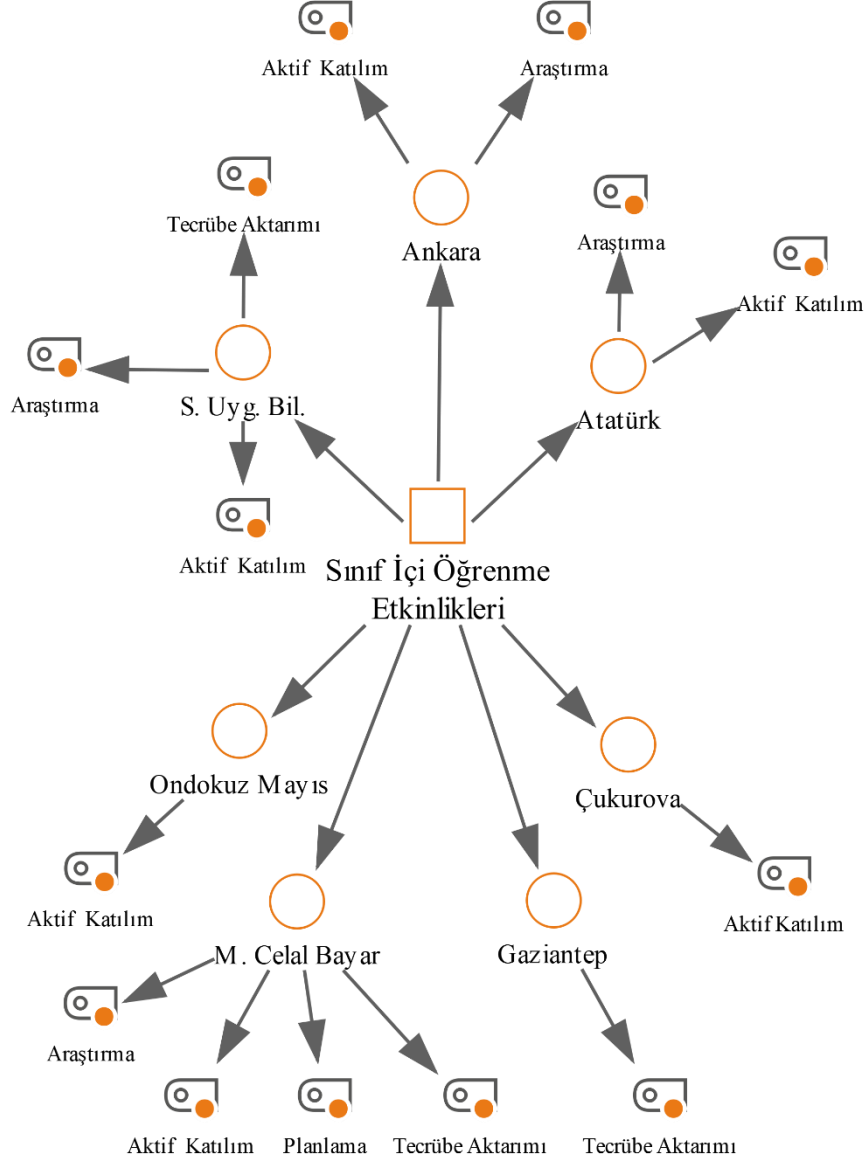 Aktif Katılım
Araştırma
Tecrübe Aktarımı
Ankara
Araştırma
Aktif Katılım
Araştırma
S. Uyg. Bil.
Atatürk
Aktif Katılım
Sınıf İçi Öğrenme
Etkinlikleri
Ondokuz Mayıs
Çukurova
Aktif Katılım
Aktif Katılım
M. Celal Bayar
Gaziantep
Araştırma
Aktif Katılım
Planlama
Tecrübe Aktarımı
Tecrübe Aktarımı